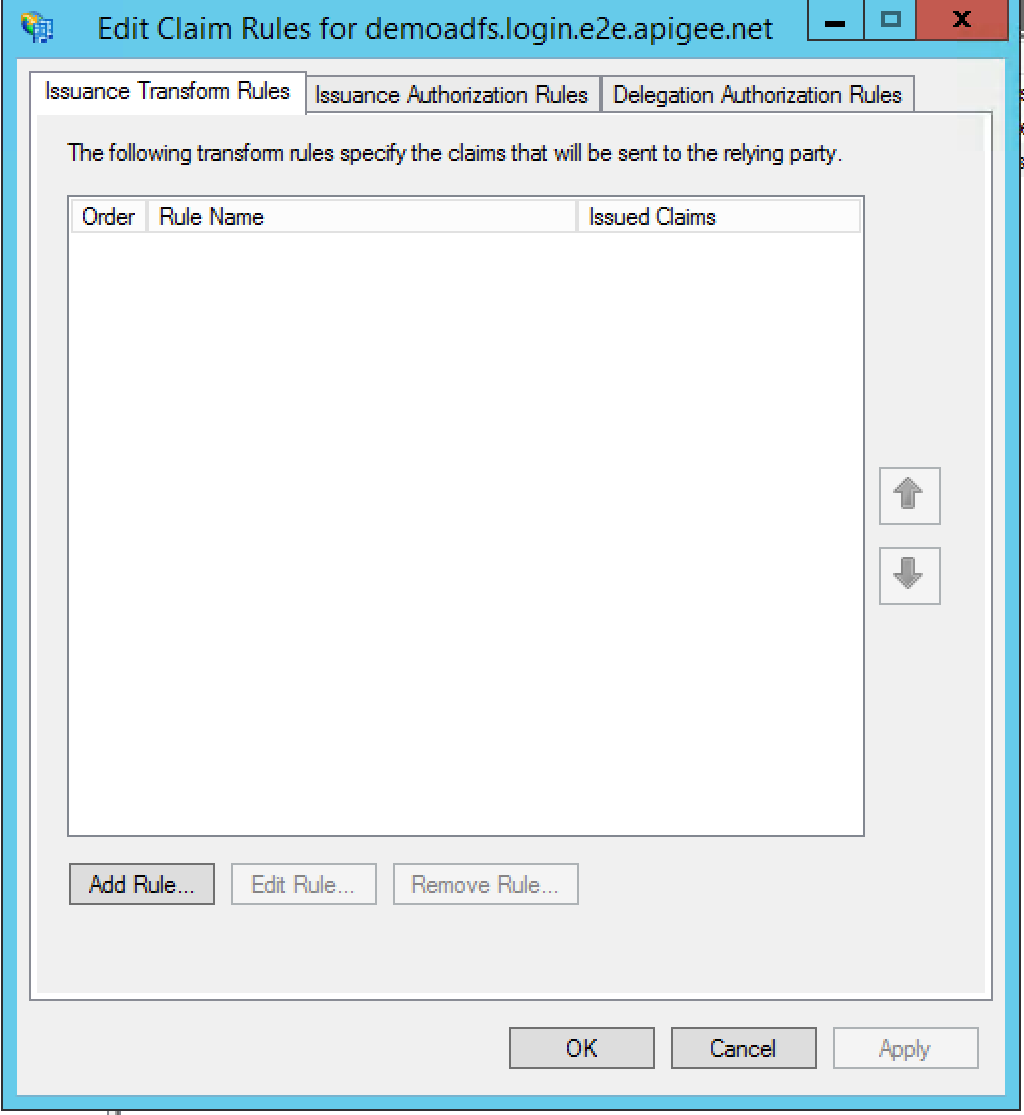 Edit Claim Rules for demoadfs.login.e2e.apigee.net
Issuance Transform Rules Issuance Authorization Rules Delegation Authorization Rules
The following transform rules specify the claims that will be sent to the relying party.
Order Rule Name Issued Claims
Add Rule... Edit Rule... Remove Rule...
OK Cancel Apply